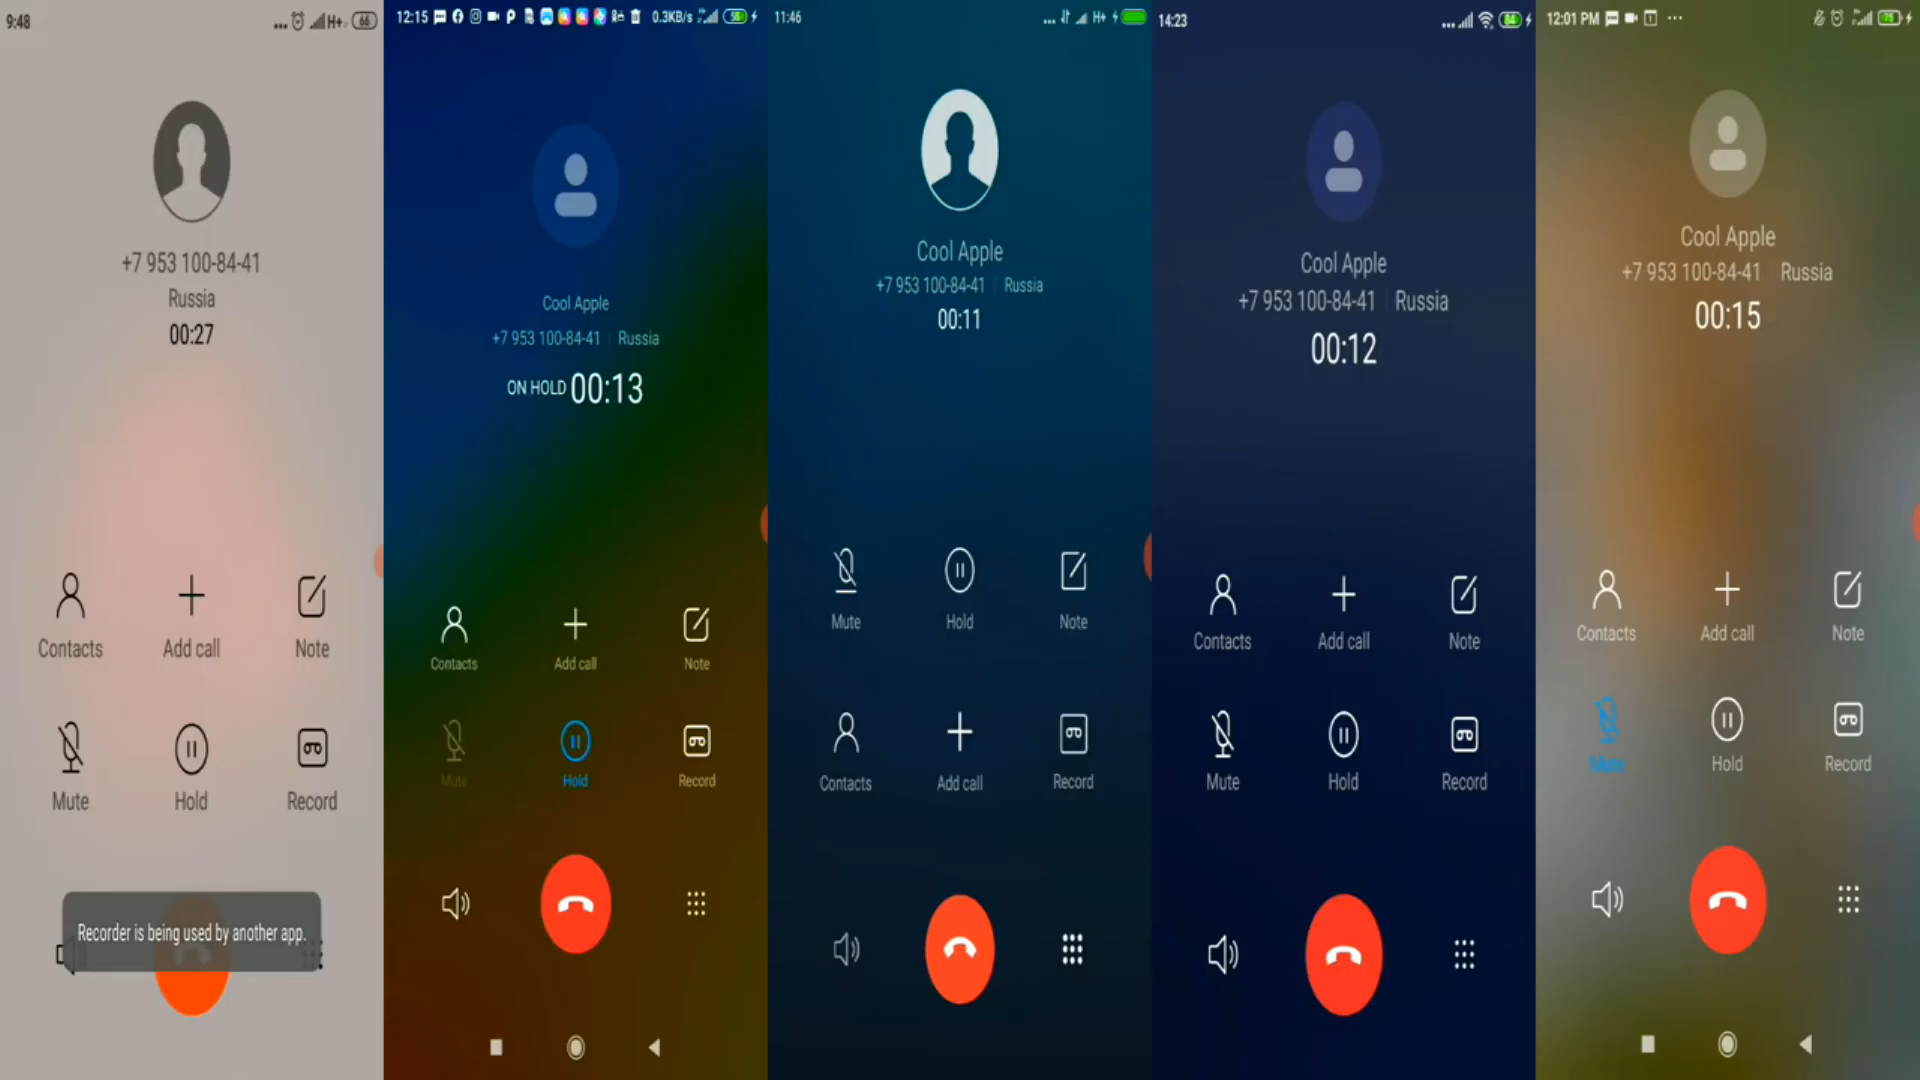 9:48
H+
66
+7 953 100-84-41
Russia
00:27
Contacts
Add call
Note
Mute
Hold
Record
Recorder is being used by another app.
12:15
0.3KB/s
Cool Apple
+7 953 100-84-41 Russia
ON HOLD 00:13
Contacts
Add call
Note
Mute
Hold
Record
11:46
H+
Cool Apple
+7 953 100-84-41 Russia
00:11
Mute
Hold
Note
Contacts
Add call
Record
14:23
84
Cool Apple
+7 953 100-84-41 Russia
00:12
Contacts
Add call
Note
Mute
Hold
Record
12:01 PM
Cool Apple
+7 953 100-84-41 Russia
00:15
Contacts
Add call
Note
Mute
Hold
Record